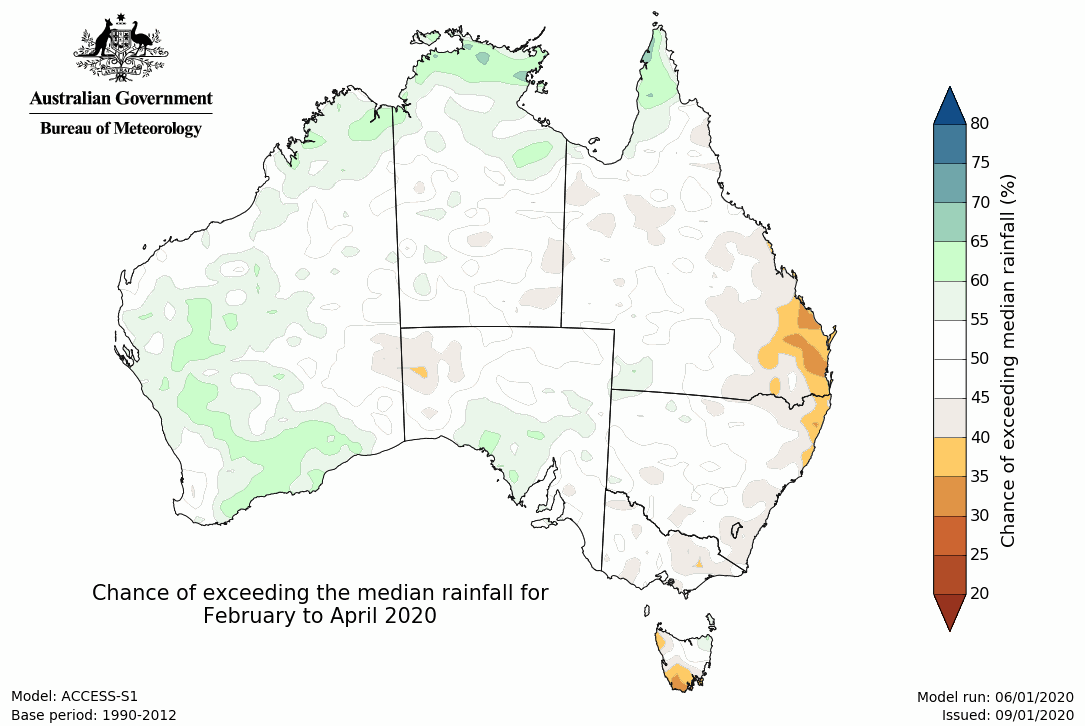 AUSTRALIA
Australian Government
Bureau of Meteorology
80
75
70
65
60
55
50
45
40
35
30
25
20
Chance of exceeding median rainfall (%)
Chance of exceeding the median rainfall for
February to April 2020
Model: ACCESS-S1
Base period: 1990-2012
Model run: 06/01/2020
Issued: 09/01/2020